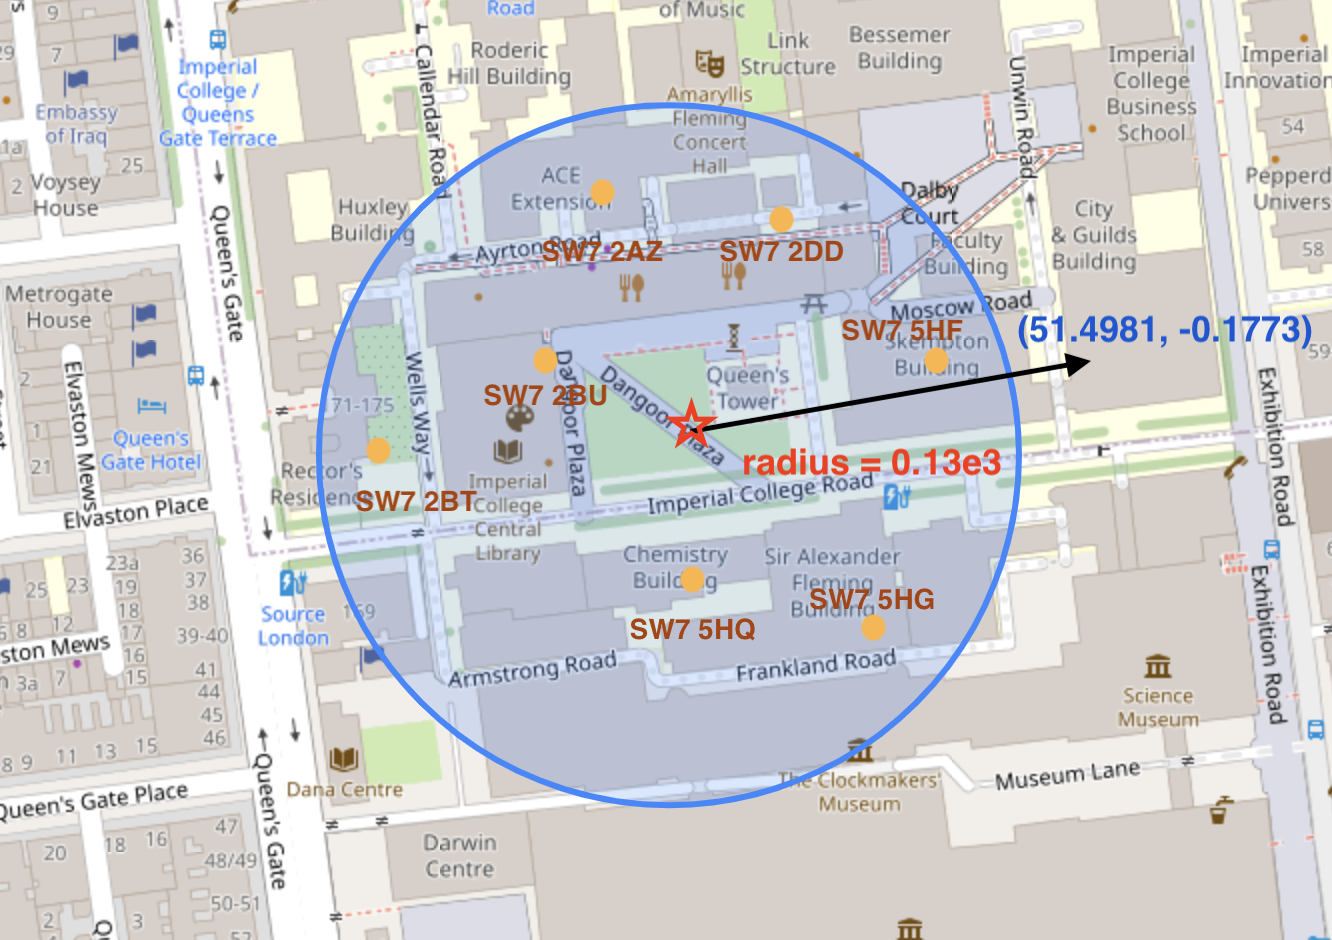 Road
of Music
Link
Structure
Bessemer
Building
9
7
29
Embassy
of Iraq
1a
2
25
Voysey
House
Imperial
College /
Queens
Gate Terrace
Callendar Road
Roderic
Hill Building
Amaryllis
Fleming
Concert
Hall
Unwin Road
Imperial
College
Business
School
Imperial
Innovation
54
Pepperd
Univers
58
59
Queen's Gate
Huxley
Building
ACE
Extension
Ayrton Road
SW7 2AZ
SW7 2DD
Dalby
Court
Faculty
Building
City
& Guilds
Building
Moscow Road
Metrogate
House
2
1
21
Elvaston Mews
Queen's
Gate Hotel
Elvaston Place
171-175
Wells Way
SW7 2BU
Dangoor Plaza
Dangoor Plaza
Queen's
Tower
SW7 5HF
Skempton
Building
(51.4981, -0.1773)
radius = 0.13e3
Rector's
Residence
SW7 2BT
Imperial
College
Central
Library
Imperial College Road
Exhibition Road
Chemistry
Building
Sir Alexander
Fleming
Building
SW7 5HG
SW7 5HQ
Source
London
169
23a
25
23
19
18
17
16
15
36
37
38
39-40
41
44
45
46
6 8
12
ston Mews
3a
7
8 9
11
13
15
Armstrong Road
Frankland Road
Exhibition Road
Science
Museum
Museum Lane
The Clockmakers'
Museum
Dana Centre
Queen's Gate Place
Queen's Gate
Darwin
Centre
20
18
16
47
48/49
50-51
52
2
3
Qu